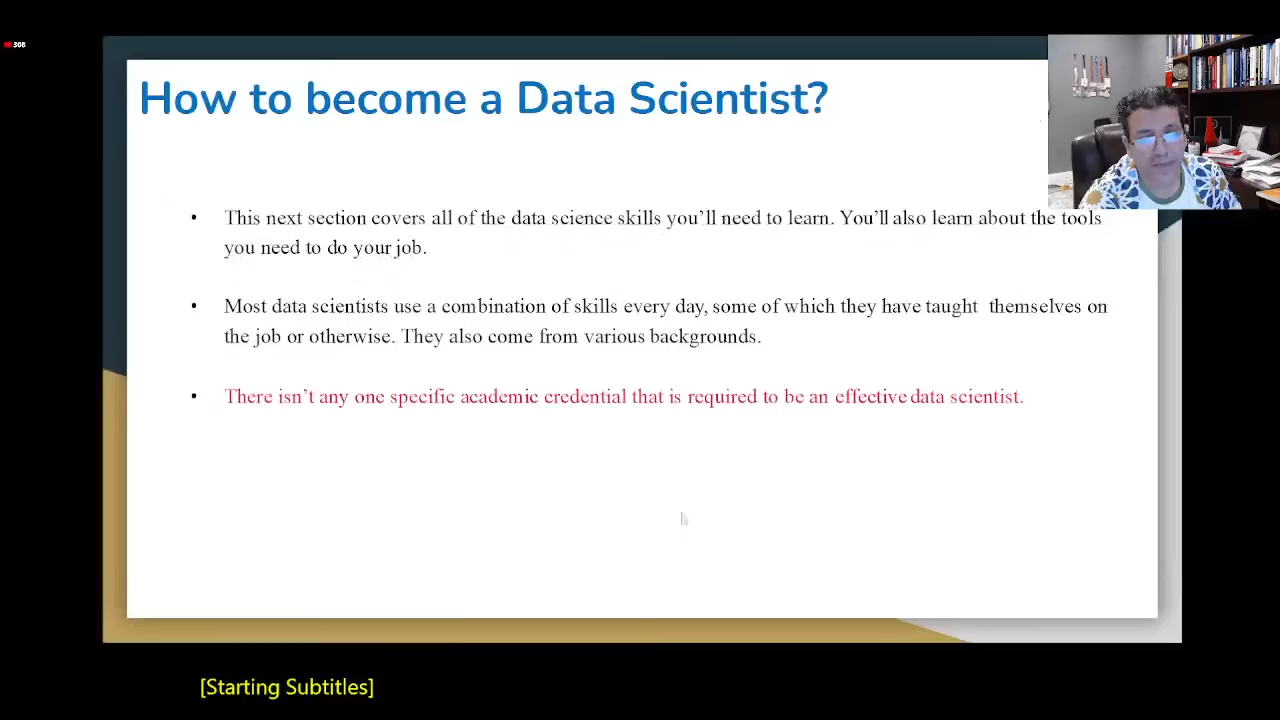 308
How to become a Data Scientist?
• This next section covers all of the data science skills you'll need to learn. You'll also learn about the tools
you need to do your job.
• Most data scientists use a combination of skills every day, some of which they have taught themselves on
the job or otherwise. They also come from various backgrounds.
• There isn't any one specific academic credential that is required to be an effective data scientist.
[Starting Subtitles]